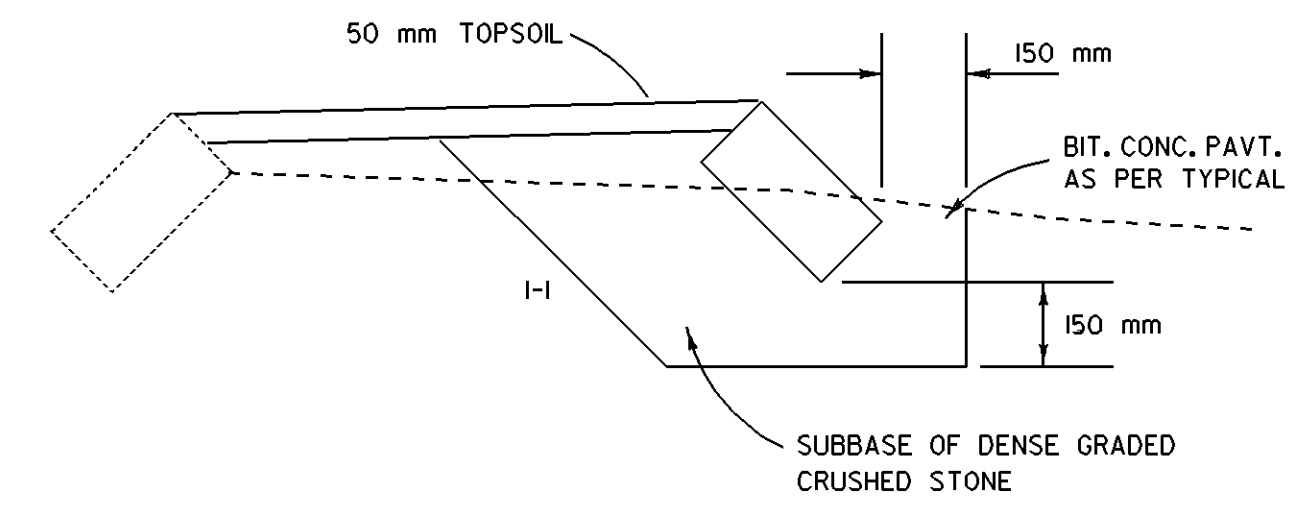 50 mm TOPSOIL
150 mm
BIT. CONC. PAVT.
AS PER TYPICAL
1-1
150 mm
SUBBASE OF DENSE GRADED
CRUSHED STONE